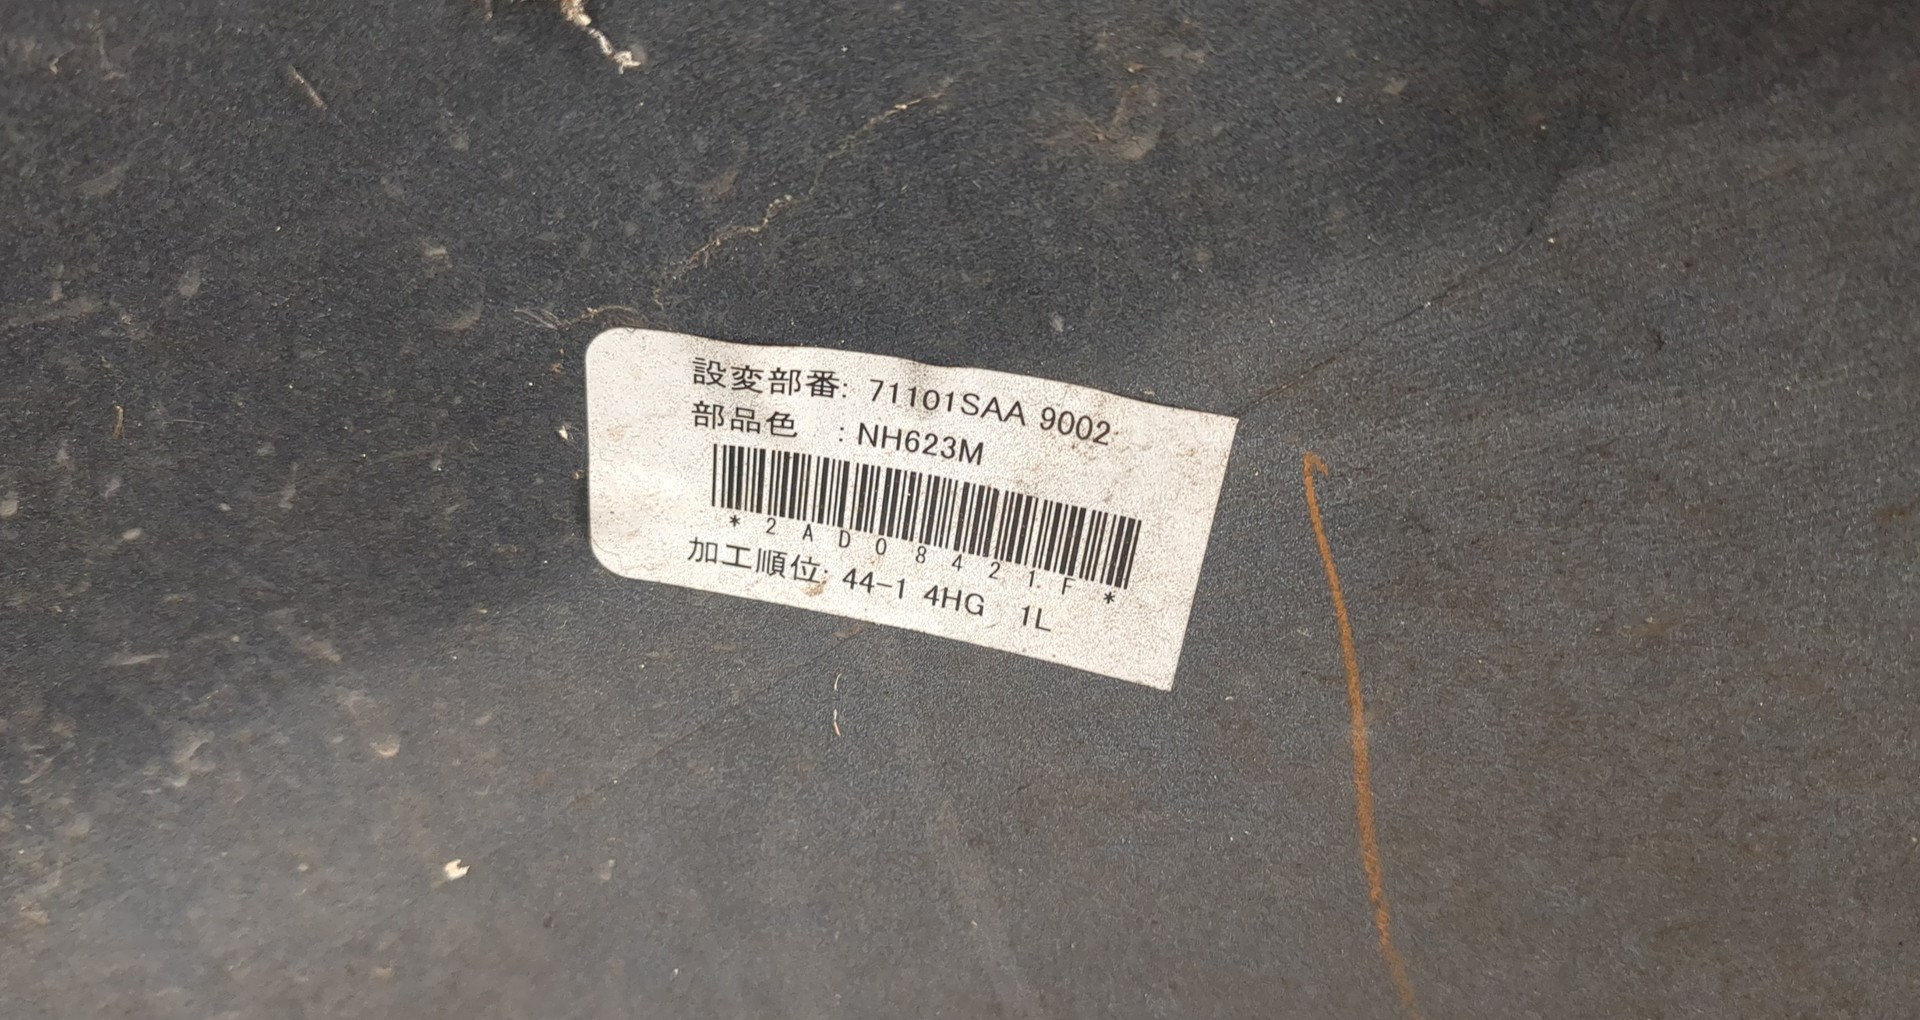 設変部番: 71101SAA 9002
部品色 : NH623M
*2AD08421F*
加工順位: 44-1 4HG 1L